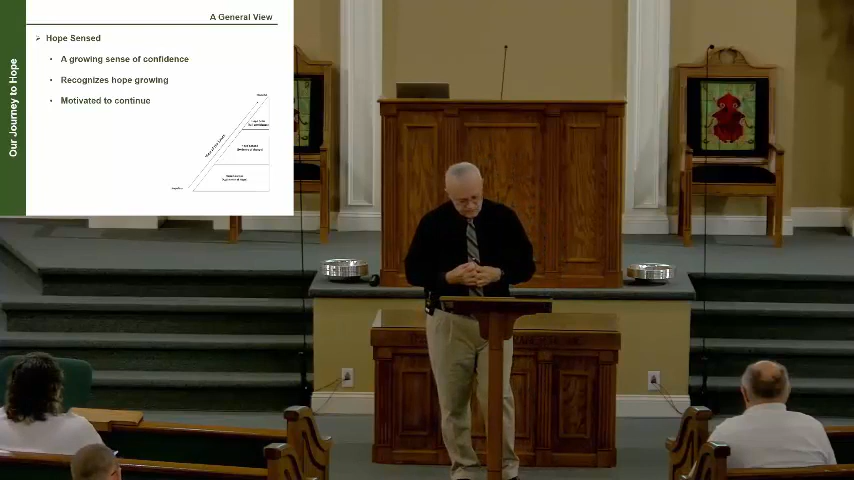 A General View
Our Journey to Hope
Hope Sensed
A growing sense of confidence
Recognizes hope growing
Motivated to continue